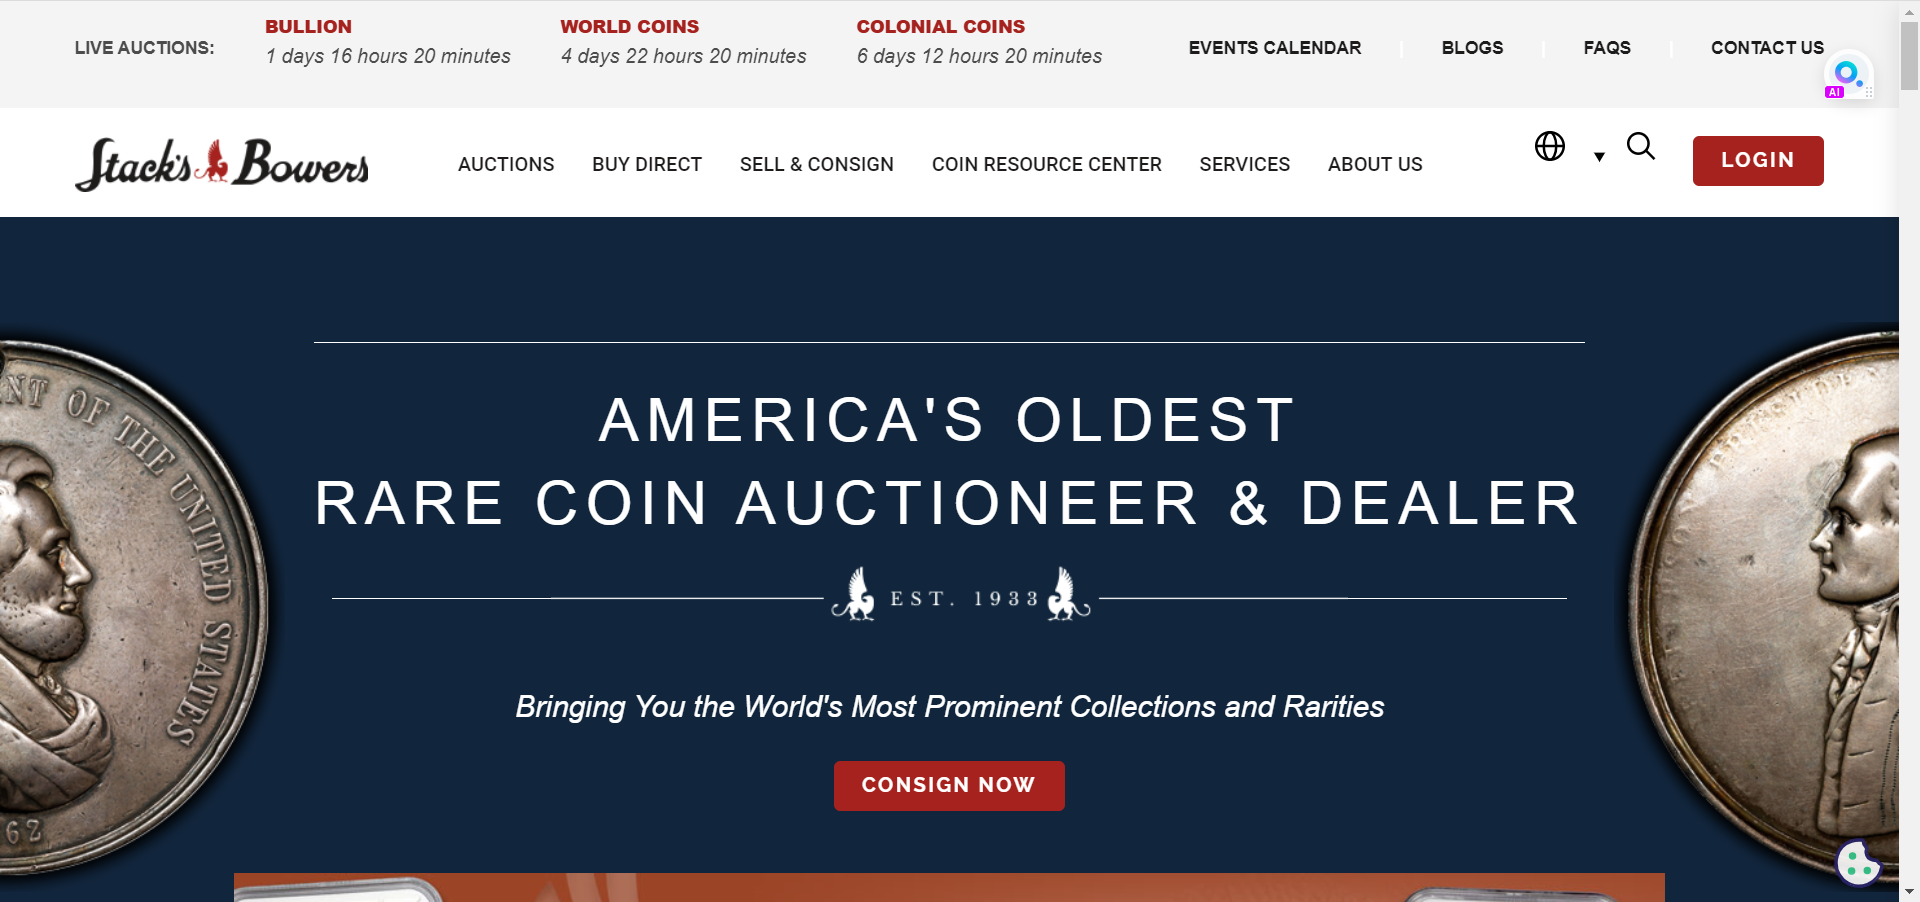 LIVE AUCTIONS:
BULLION
1 days 16 hours 20 minutes
WORLD COINS
4 days 22 hours 20 minutes
COLONIAL COINS
6 days 12 hours 20 minutes
EVENTS CALENDAR
BLOGS
FAQS
CONTACT US
AI
Stack's Bowers
AUCTIONS
BUY DIRECT
SELL & CONSIGN
COIN RESOURCE CENTER
SERVICES
ABOUT US
LOGIN
AMERICA'S OLDEST
RARE COIN AUCTIONEER & DEALER
EST. 1933
Bringing You the World's Most Prominent Collections and Rarities
CONSIGN NOW
OF THE UNITED STATES